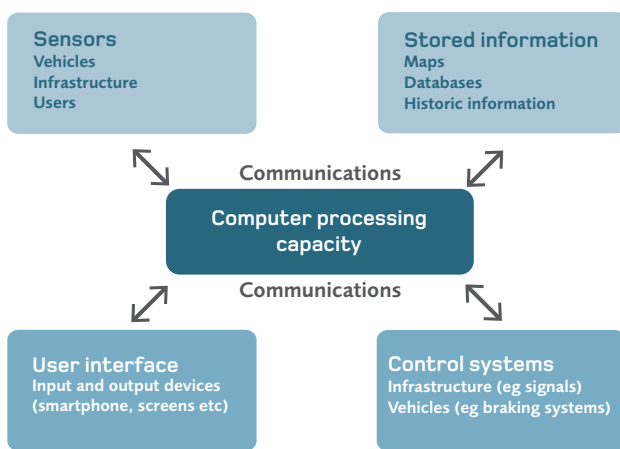 Sensors
Vehicles
Infrastructure
Users
Stored information
Maps
Databases
Historic information
Communications
Computer processing
capacity
Communications
User interface
Input and output devices
(smartphone, screens etc)
Control systems
Infrastructure (eg signals)
Vehicles (eg braking systems)